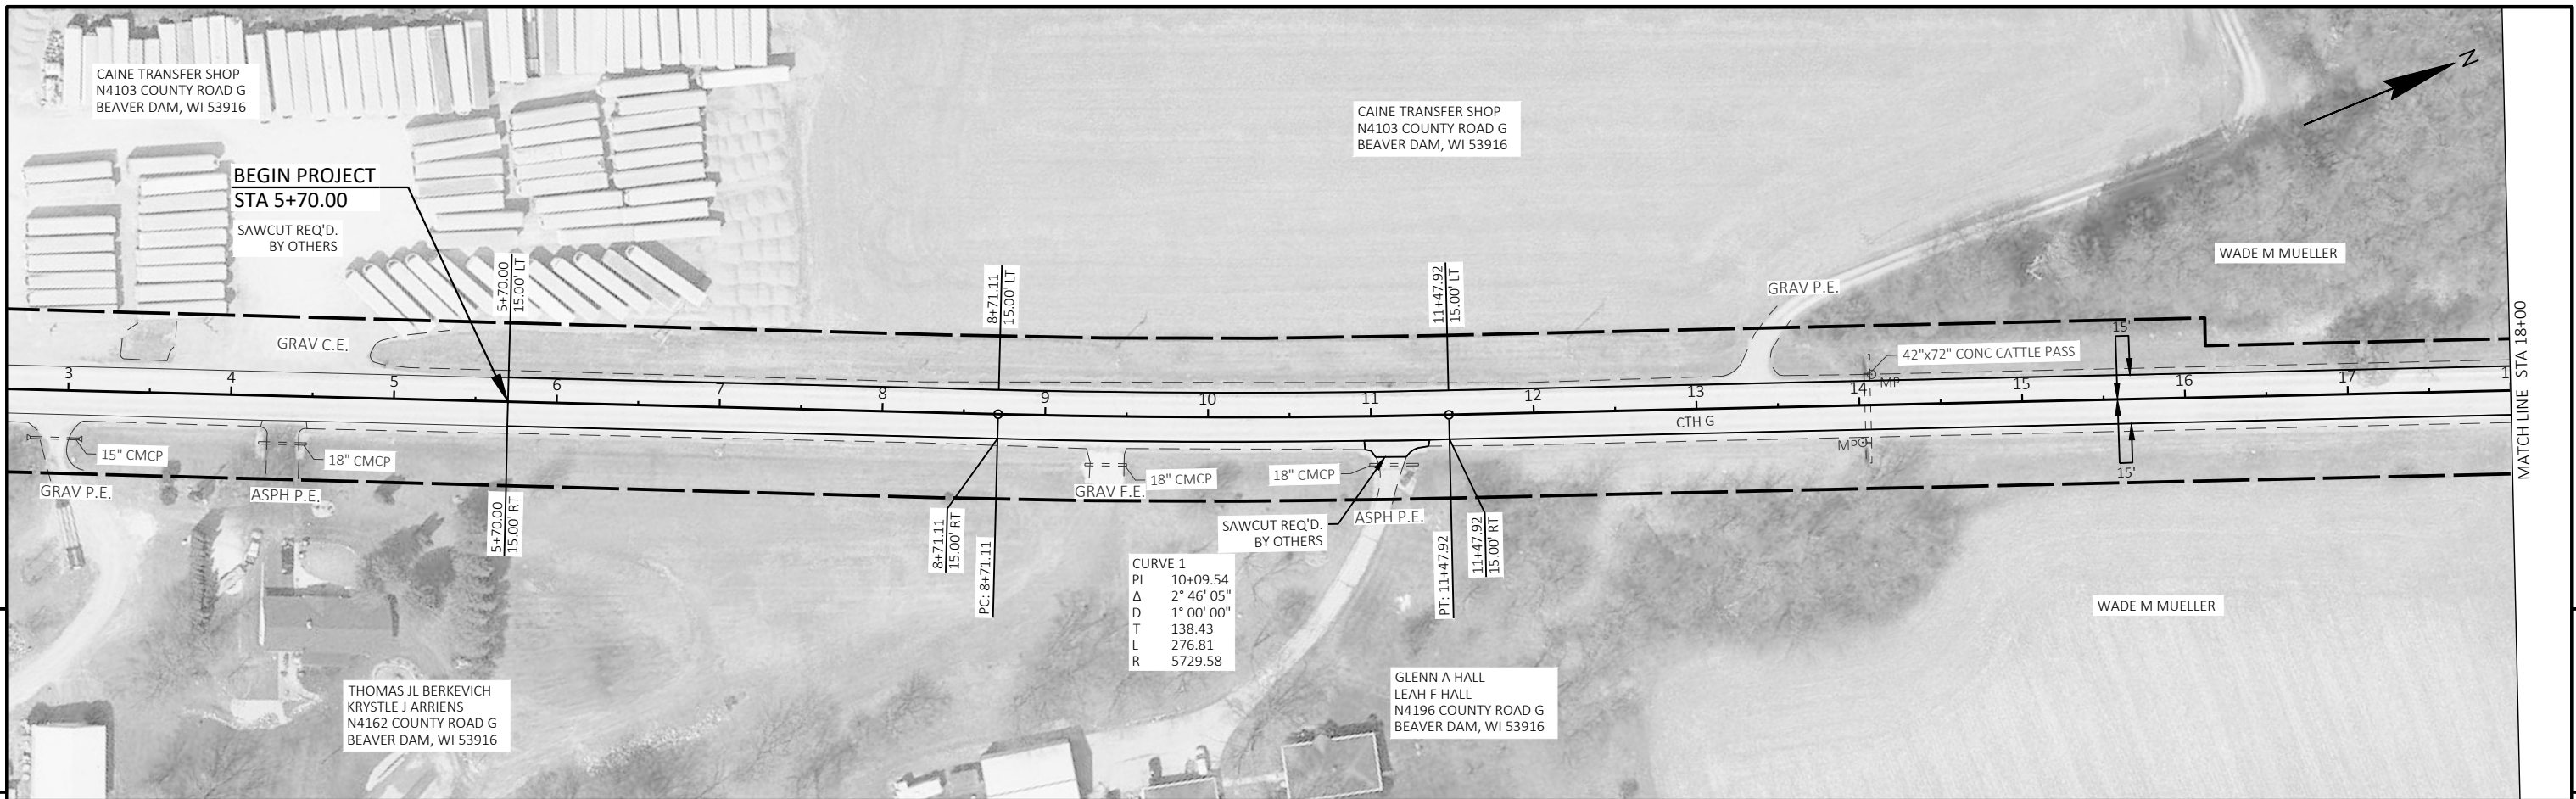 CAINE TRANSFER SHOP
N4103 COUNTY ROAD G
BEAVER DAM, WI 53916
CAINE TRANSFER SHOP
N4103 COUNTY ROAD G
BEAVER DAM, WI 53916
N
BEGIN PROJECT
STA 5+70.00
SAWCUT REQ'D.
BY OTHERS
5+70.00
15.00' LT
8+71.11
15.00' LT
11+47.92
15.00' LT
GRAV P.E.
WADE M MUELLER
GRAV C.E.
42"x72" CONC CATTLE PASS
15'
MP
3
4
5
6
7
8
9
10
11
12
13
14
15
16
17
1
CTH G
MATCH LINE STA 18+00
15" CMCP
18" CMCP
18" CMCP
18" CMCP
MP
15'
GRAV P.E.
ASPH P.E.
GRAV F.E.
ASPH P.E.
5+70.00
15.00' RT
8+71.11
15.00' RT
PC: 8+71.11
SAWCUT REQ'D.
BY OTHERS
PT: 11+47.92
11+47.92
15.00' RT
CURVE 1
PI 10+09.54
Δ 2° 46' 05"
D 1° 00' 00"
T 138.43
L 276.81
R 5729.58
WADE M MUELLER
THOMAS JL BERKEVICH
KRYSTLE J ARRIENS
N4162 COUNTY ROAD G
BEAVER DAM, WI 53916
GLENN A HALL
LEAH F HALL
N4196 COUNTY ROAD G
BEAVER DAM, WI 53916